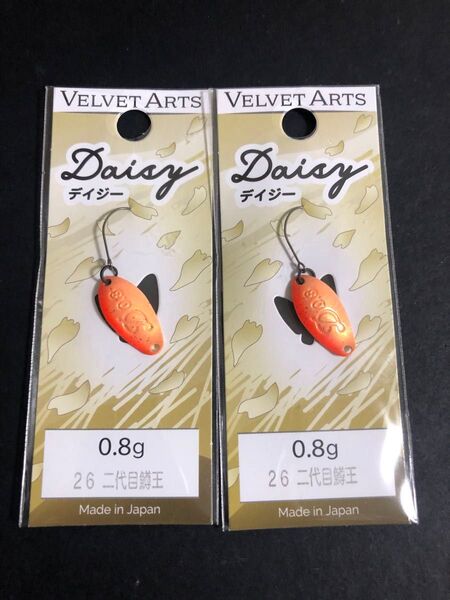 VELVET ARTS
Daisy
デイジー
0.8g
26 二代目鱒王
Made in Japan
VELVET ARTS
Daisy
デイジー
0.8g
26 二代目鱒王
Made in Japan